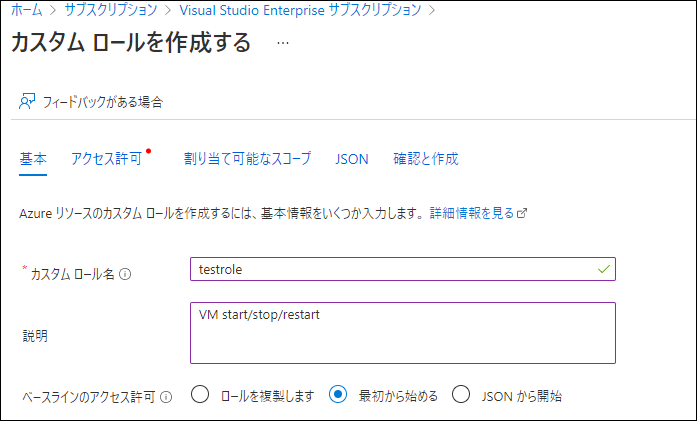 ホーム > サブスクリプション > Visual Studio Enterprise サブスクリプション >
カスタム ロールを作成する ...
フィードバックがある場合
基本 アクセス許可 割り当て可能なスコープ JSON 確認と作成
Azure リソースのカスタム ロールを作成するには、基本情報をいくつか入力します。 詳細情報を見る
* カスタム ロール名 testrole
説明 VM start/stop/restart
ベースラインのアクセス許可 ロールを複製します 最初から始める JSON から開始